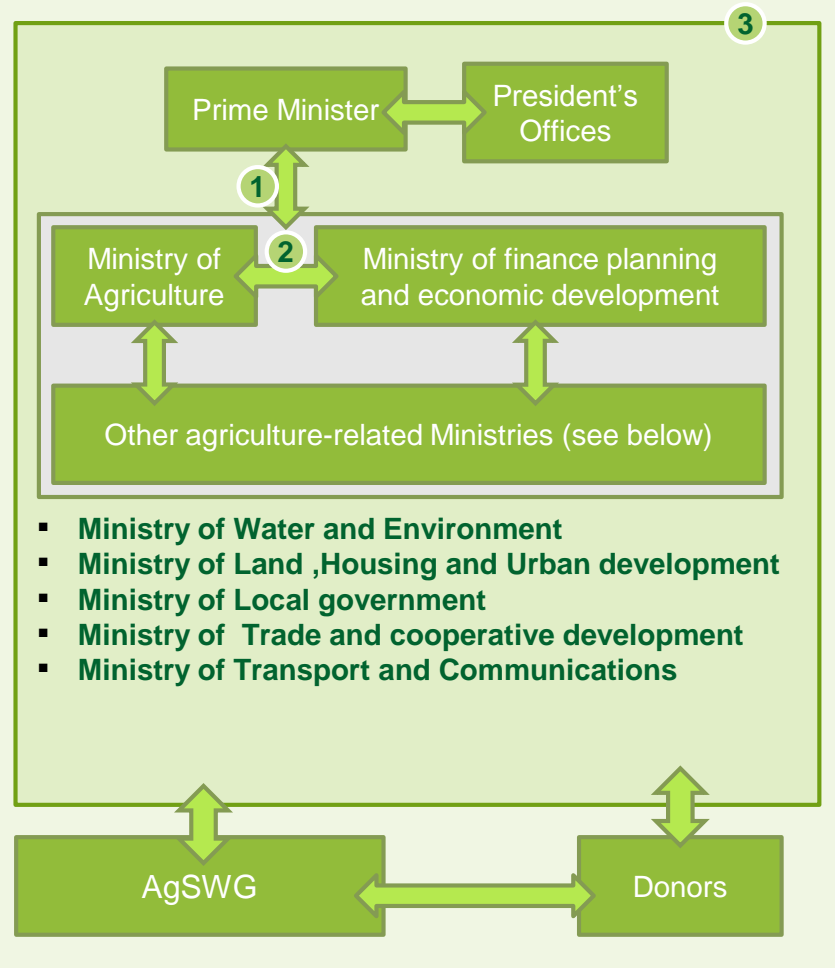 3
Prime Minister
President’s
Offices
1
2
Ministry of
Agriculture
Ministry of finance planning
and economic development
Other agriculture-related Ministries (see below)
▪ Ministry of Water and Environment
▪ Ministry of Land ,Housing and Urban development
▪ Ministry of Local government
▪ Ministry of  Trade and cooperative development
▪ Ministry of Transport and Communications
AgSWG
Donors